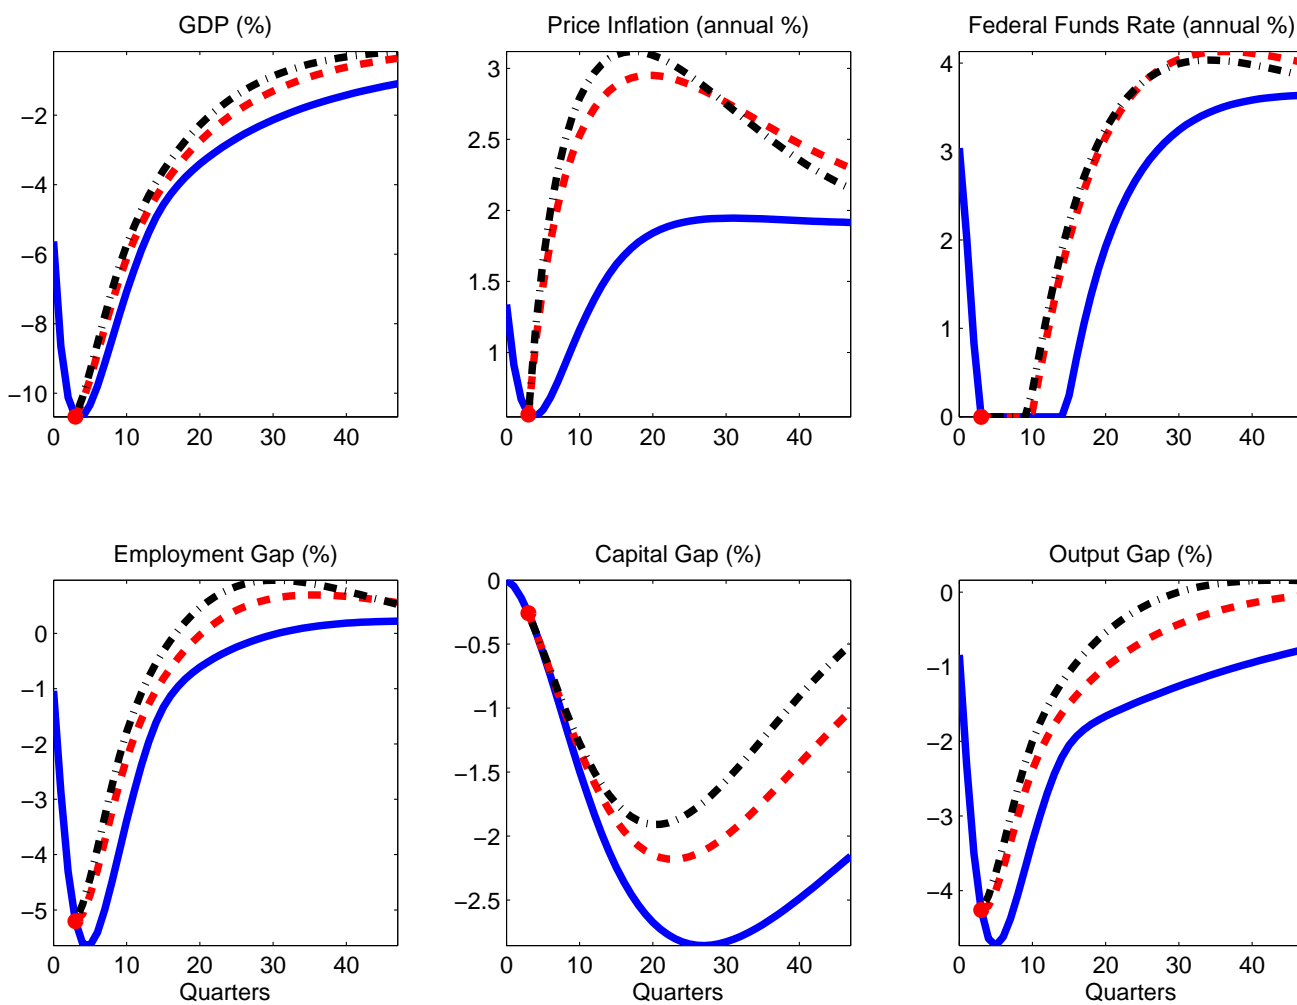 GDP (%)
Price Inflation (annual %)
Federal Funds Rate (annual %)
−2
−4
−6
−8
−10
0 10 20 30 40
3
2.5
2
1.5
1
0 10 20 30 40
4
3
2
1
0
0 10 20 30 40
Employment Gap (%)
Capital Gap (%)
Output Gap (%)
0
−1
−2
−3
−4
−5
0 10 20 30 40
Quarters
0
−0.5
−1
−1.5
−2
−2.5
0 10 20 30 40
Quarters
0
−1
−2
−3
−4
0 10 20 30 40
Quarters